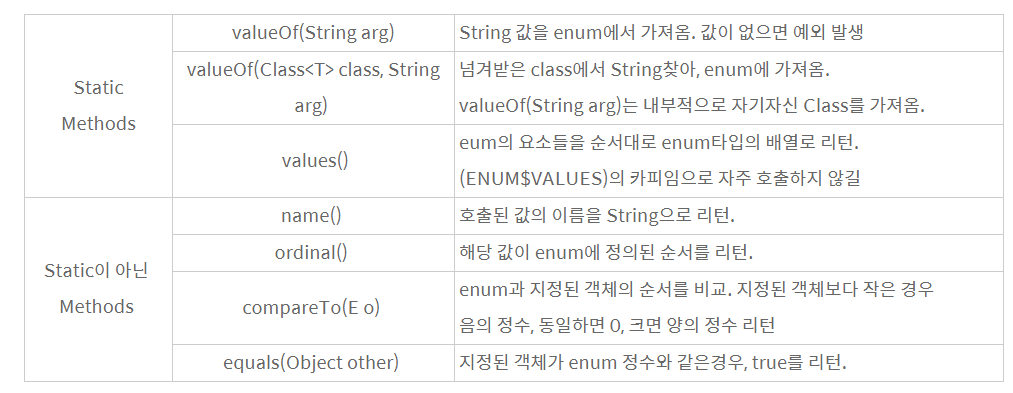 Static
Methods
valueOf(String arg)
String 값을 enum에서 가져옴. 값이 없으면 예외 발생
valueOf(Class<T> class, String
arg)
넘겨받은 class에서 String찾아, enum에 가져옴.
valueOf(String arg)는 내부적으로 자기자신 Class를 가져옴.
values()
eum의 요소들을 순서대로 enum타입의 배열로 리턴.
(ENUM$VALUES)의 카피임으로 자주 호출하지 않길
Static이 아닌
Methods
name()
호출된 값의 이름을 String으로 리턴.
ordinal()
해당 값이 enum에 정의된 순서를 리턴.
compareTo(E o)
enum과 지정된 객체의 순서를 비교. 지정된 객체보다 작은 경우
음의 정수, 동일하면 0, 크면 양의 정수 리턴
equals(Object other)
지정된 객체가 enum 정수와 같은경우, true를 리턴.